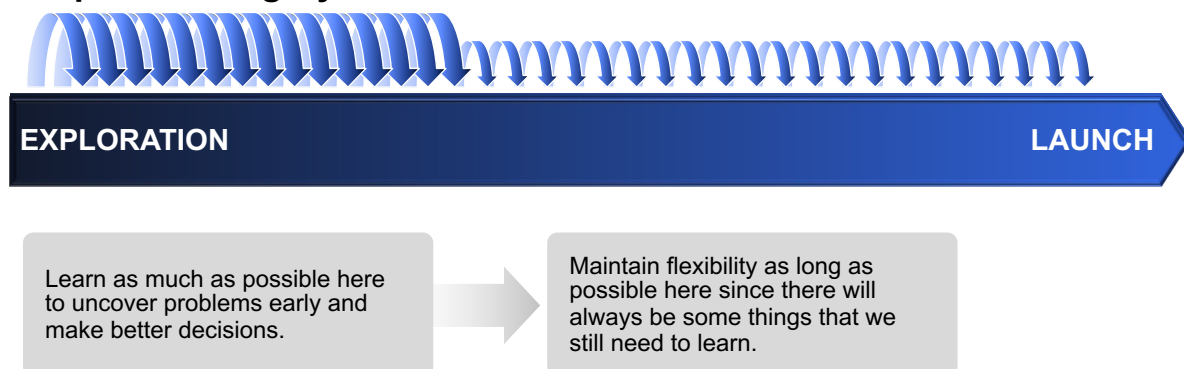 EXPLORATION
LAUNCH
Learn as much as possible here
to uncover problems early and
make better decisions.
Maintain flexibility as long as
possible here since there will
always be some things that we
still need to learn.